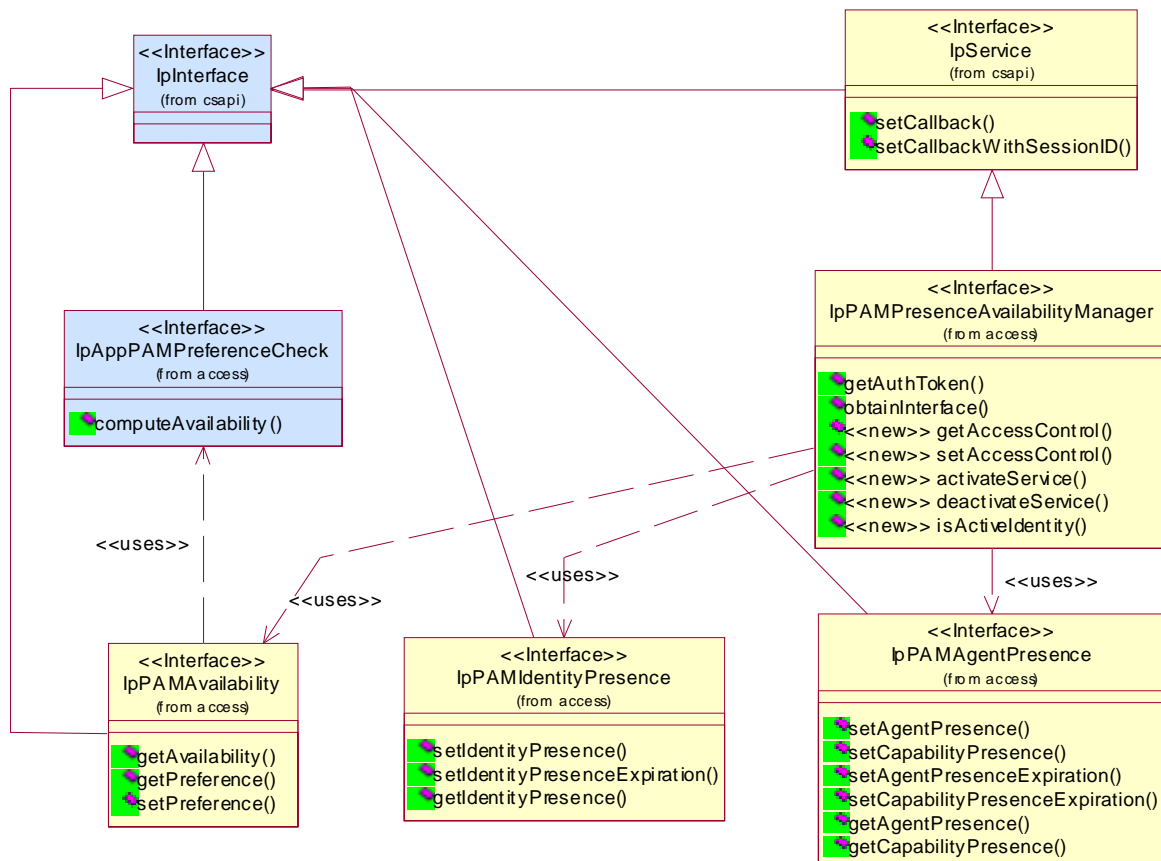 <<Interface>>
IpInterface
(from csapi)
<<Interface>>
IpService
(from csapi)
setCallback()
setCallbackWithSessionID()
<<Interface>>
IpAppPAMPreferenceCheck
(from access)
computeAvailability()
<<Interface>>
IpPAMPresenceAvailabilityManager
(from access)
getAuthToken()
obtainInterface()
<<new>> getAccessControl()
<<new>> setAccessControl()
<<new>> activateService()
<<new>> deactivateService()
<<new>> isActiveIdentity()
<<uses>>
<<uses>>
<<uses>>
<<uses>>
<<Interface>>
IpPAMAvailability
(from access)
getAvailability()
getPreference()
setPreference()
<<Interface>>
IpPAMIdentityPresence
(from access)
setIdentityPresence()
setIdentityPresenceExpiration()
getIdentityPresence()
<<Interface>>
IpPAMAgentPresence
(from access)
setAgentPresence()
setCapabilityPresence()
setAgentPresenceExpiration()
setCapabilityPresenceExpiration()
getAgentPresence()
getCapabilityPresence()